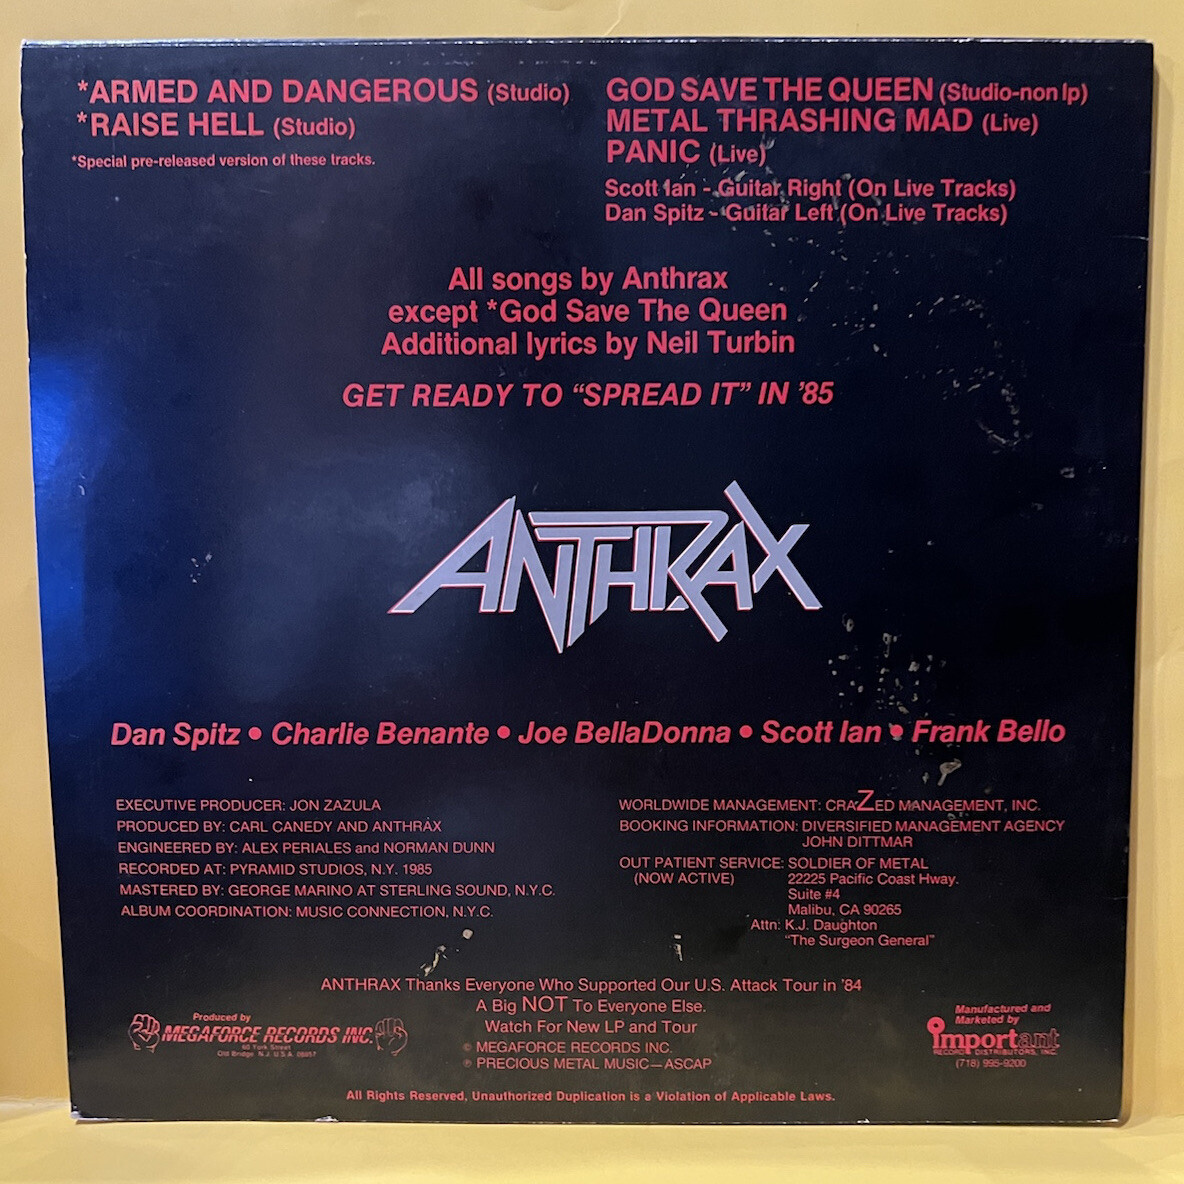 *ARMED AND DANGEROUS (Studio)
*RAISE HELL (Studio)
*Special pre-released version of these tracks.
GOD SAVE THE QUEEN (Studio-non lp)
METAL THRASHING MAD (Live)
PANIC (Live)
Scott Ian - Guitar Right (On Live Tracks)
Dan Spitz - Guitar Left (On Live Tracks)
All songs by Anthrax
except *God Save The Queen
Additional lyrics by Neil Turbin
GET READY TO “SPREAD IT” IN ’85
ANTHRAX
Dan Spitz • Charlie Benante • Joe BellaDonna • Scott Ian • Frank Bello
EXECUTIVE PRODUCER: JON ZAZULA
PRODUCED BY: CARL CANEDY AND ANTHRAX
ENGINEERED BY: ALEX PERIALES and NORMAN DUNN
RECORDED AT: PYRAMID STUDIOS, N.Y. 1985
MASTERED BY: GEORGE MARINO AT STERLING SOUND, N.Y.C.
ALBUM COORDINATION: MUSIC CONNECTION, N.Y.C.
WORLDWIDE MANAGEMENT: CRAZED MANAGEMENT, INC.
BOOKING INFORMATION: DIVERSIFIED MANAGEMENT AGENCY
JOHN DITTMAR
OUT PATIENT SERVICE: SOLDIER OF METAL
(NOW ACTIVE) 22225 Pacific Coast Hway.
Suite #4
Malibu, CA 90265
Attn: K.J. Daughton
"The Surgeon General"
ANTHRAX Thanks Everyone Who Supported Our U.S. Attack Tour in '84
A Big NOT To Everyone Else.
Watch For New LP and Tour
© MEGAFORCE RECORDS INC.
℗ PRECIOUS METAL MUSIC—ASCAP
Produced by
MEGAFORCE RECORDS INC.
60 York Street
Old Bridge N.J. U.S.A. 08857
Manufactured and
Marketed by
important
RECORD DISTRIBUTORS, INC.
(718) 995-9200
All Rights Reserved, Unauthorized Duplication is a Violation of Applicable Laws.